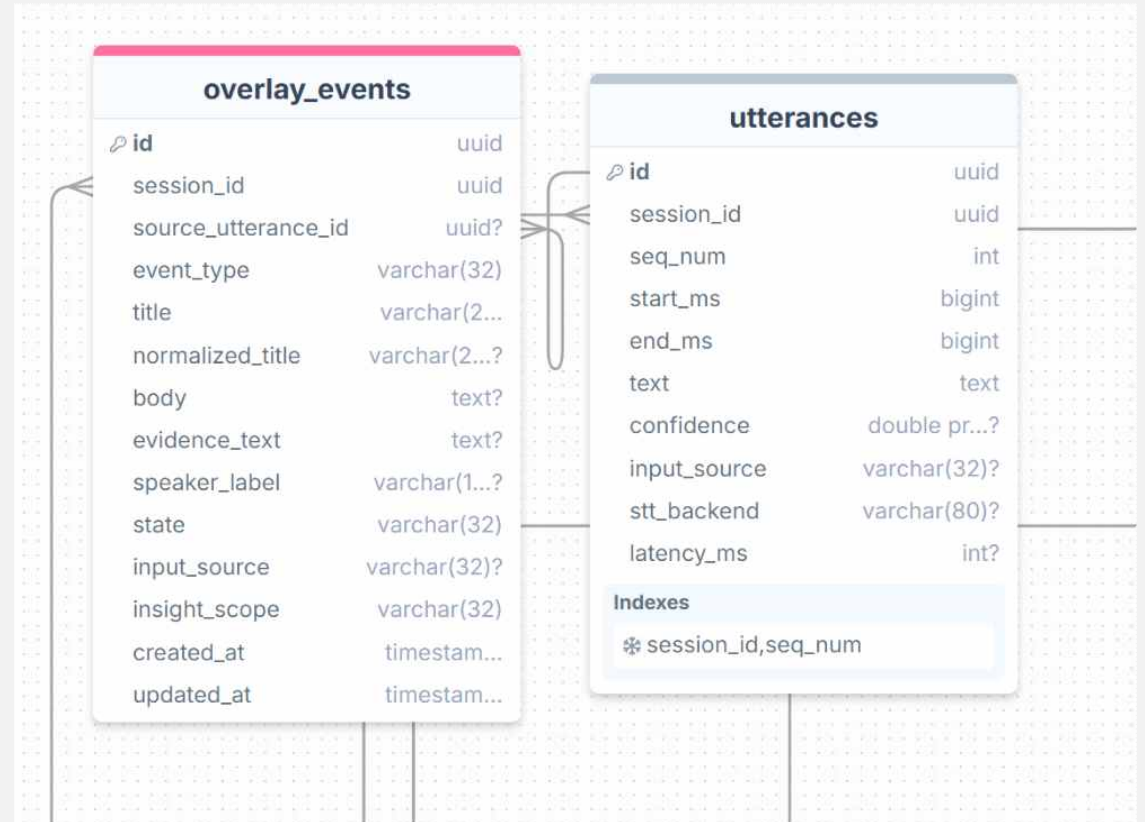 overlay_events
id uuid
session_id uuid
source_utterance_id uuid?
event_type varchar(32)
title varchar(2...
normalized_title varchar(2...?
body text?
evidence_text text?
speaker_label varchar(1...?
state varchar(32)
input_source varchar(32)?
insight_scope varchar(32)
created_at timestam...
updated_at timestam...
utterances
id uuid
session_id uuid
seq_num int
start_ms bigint
end_ms bigint
text text
confidence double pr...?
input_source varchar(32)?
stt_backend varchar(80)?
latency_ms int?
Indexes
session_id,seq_num